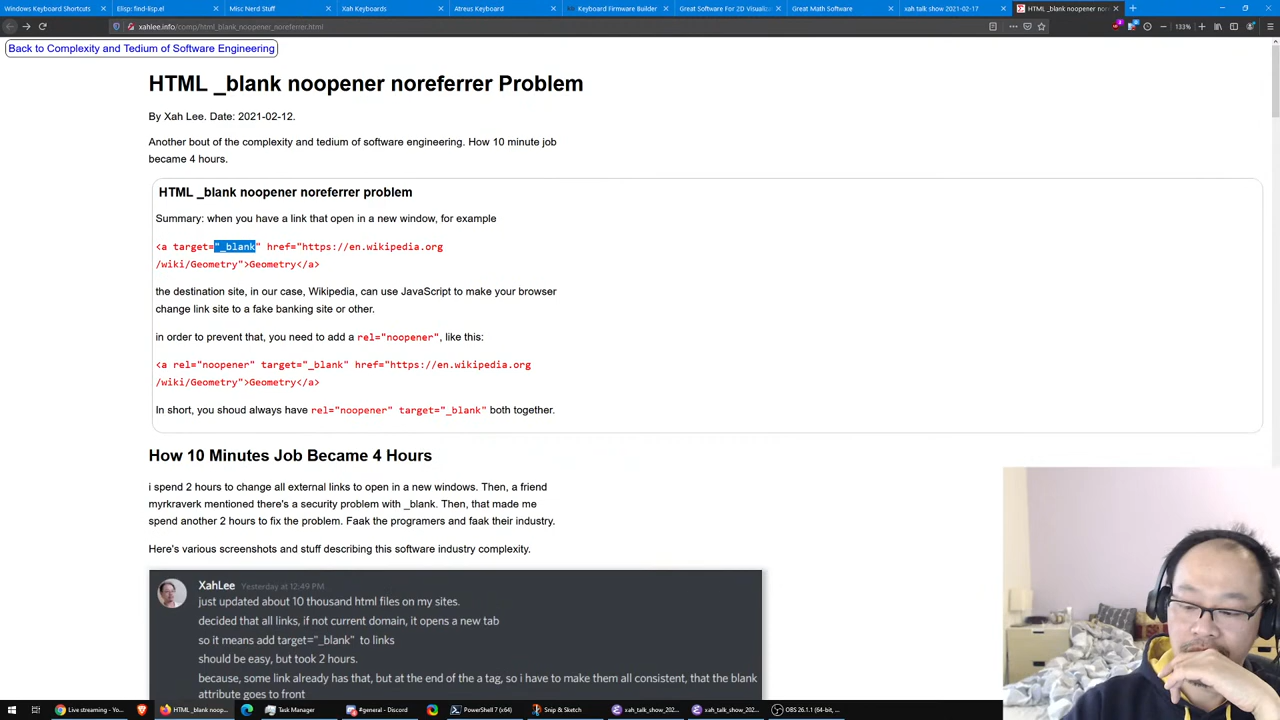 Windows Keyboard Shortcuts
Elisp: find-lisp.el
Misc Nerd Stuff
Xah Keyboards
Atreus Keyboard
Keyboard Firmware Builder
Great Software For 2D Visualiz
Great Math Software
xah talk show 2021-02-17
HTML _blank noopener nor
xahlee.info/comp/html_blank_noopener_noreferrer.html
133%
Back to Complexity and Tedium of Software Engineering
HTML _blank noopener noreferrer Problem
By Xah Lee. Date: 2021-02-12.
Another bout of the complexity and tedium of software engineering. How 10 minute job
became 4 hours.
HTML _blank noopener noreferrer problem
Summary: when you have a link that open in a new window, for example
<a target="_blank" href="https://en.wikipedia.org
/wiki/Geometry">Geometry</a>
the destination site, in our case, Wikipedia, can use JavaScript to make your browser
change link site to a fake banking site or other.
in order to prevent that, you need to add a rel="noopener", like this:
<a rel="noopener" target="_blank" href="https://en.wikipedia.org
/wiki/Geometry">Geometry</a>
In short, you shoud always have rel="noopener" target="_blank" both together.
How 10 Minutes Job Became 4 Hours
i spend 2 hours to change all external links to open in a new windows. Then, a friend
myrkraverk mentioned there's a security problem with _blank. Then, that made me
spend another 2 hours to fix the problem. Faak the programers and faak their industry.
Here's various screenshots and stuff describing this software industry complexity.
XahLee Yesterday at 12:49 PM
just updated about 10 thousand html files on my sites.
decided that all links, if not current domain, it opens a new tab
so it means add target="_blank" to links
should be easy, but took 2 hours.
because, some link already has that, but at the end of the a tag, so i have to make them all consistent, that the blank
attribute goes to front
Live streaming - Yo...
HTML _blank noop...
Task Manager
#general - Discord
PowerShell 7 (x64)
Snip & Sketch
xah_talk_show_202...
xah_talk_show_202...
OBS 26.1.1 (64-bit, ...